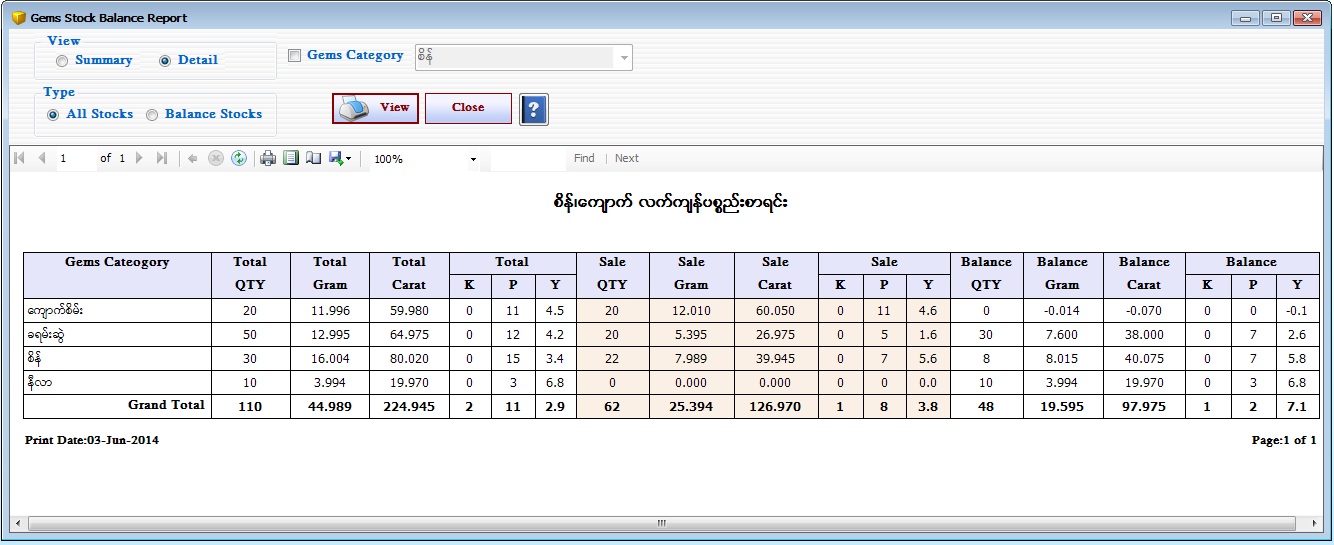 Gems Stock Balance Report
View
Summary Detail
Gems Category စိန်
Type
All Stocks Balance Stocks
View Close ?
1 of 1 100% Find | Next
စိန်၊ကျောက် လက်ကျန်ပစ္စည်းစာရင်း
Gems Cateogory Total QTY Total Gram Total Carat Total Sale QTY Sale Gram Sale Carat Sale Balance QTY Balance Gram Balance Carat Balance
K P Y K P Y K P Y
ကျောက်စိမ်း 20 11.996 59.980 0 11 4.5 20 12.010 60.050 0 11 4.6 0 -0.014 -0.070 0 0 -0.1
ခရမ်းဆွဲ 50 12.995 64.975 0 12 4.2 20 5.395 26.975 0 5 1.6 30 7.600 38.000 0 7 2.6
စိန် 30 16.004 80.020 0 15 3.4 22 7.989 39.945 0 7 5.6 8 8.015 40.075 0 7 5.8
နီလာ 10 3.994 19.970 0 3 6.8 0 0.000 0.000 0 0 0.0 10 3.994 19.970 0 3 6.8
Grand Total 110 44.989 224.945 2 11 2.9 62 25.394 126.970 1 8 3.8 48 19.595 97.975 1 2 7.1
Print Date:03-Jun-2014 Page:1 of 1